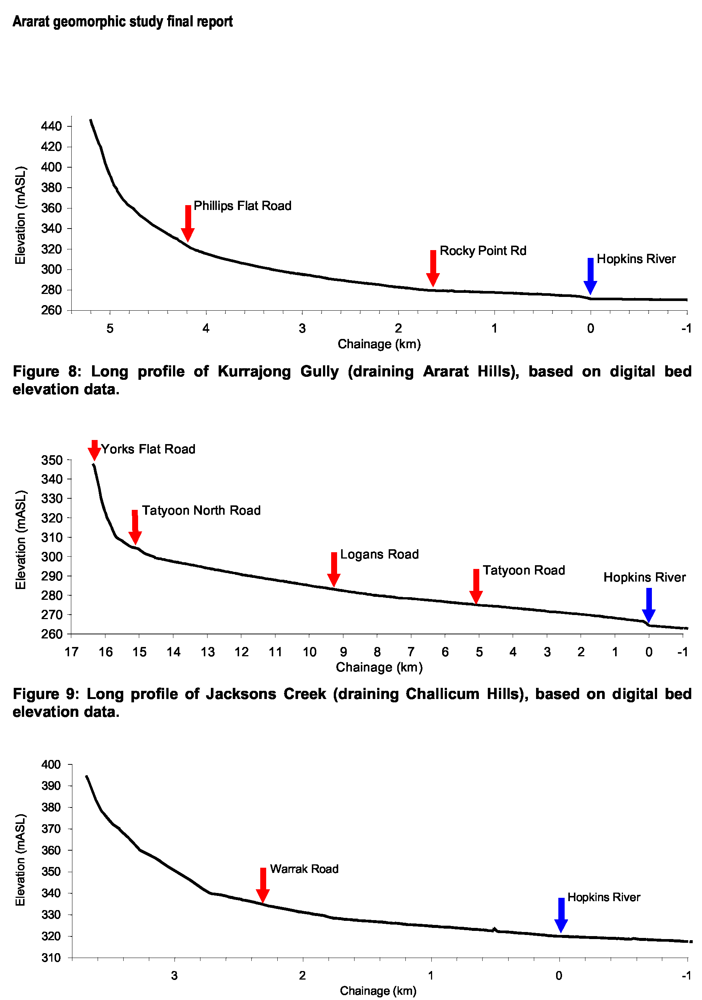 Ararat geomorphic study final report
440
420
400
380
360
340
320
300
280
260
Elevation (mASL)
Phillips Flat Road
Rocky Point Rd
Hopkins River
5 4 3 2 1 0 -1
Chainage (km)
Figure 8: Long profile of Kurrajong Gully (draining Ararat Hills), based on digital bed
elevation data.
350
340
330
320
310
300
290
280
270
260
Elevation (mASL)
Yorks Flat Road
Tatyoon North Road
Logans Road
Tatyoon Road
Hopkins River
17 16 15 14 13 12 11 10 9 8 7 6 5 4 3 2 1 0 -1
Chainage (km)
Figure 9: Long profile of Jacksons Creek (draining Challicum Hills), based on digital bed
elevation data.
400
390
380
370
360
350
340
330
320
310
Elevation (mASL)
Warrak Road
Hopkins River
3 2 1 0 -1
Chainage (km)